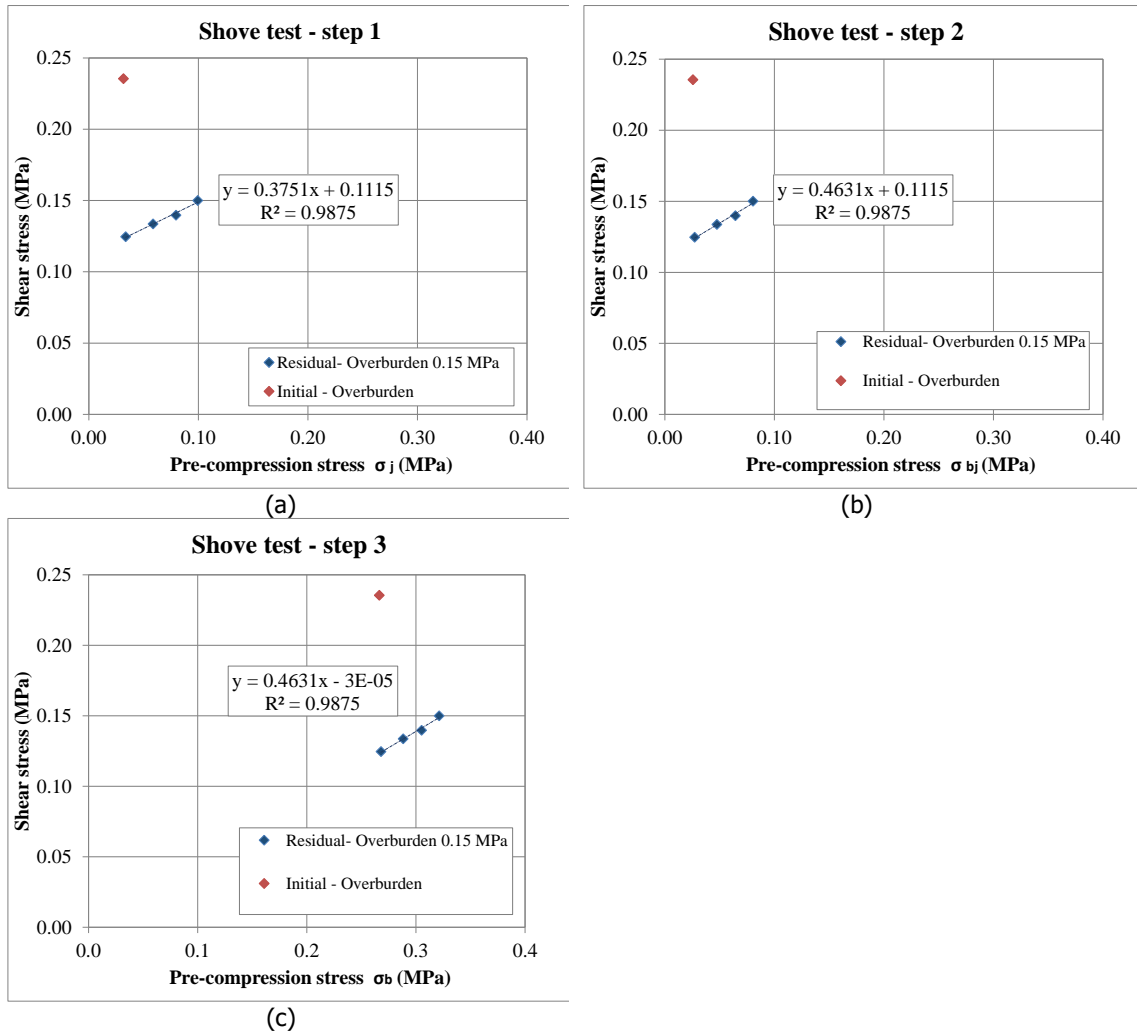 Shove test - step 1
0.25
0.20
0.15
0.10
0.05
0.00
Shear stress (MPa)
y = 0.3751x + 0.1115
R² = 0.9875
Residual- Overburden 0.15 MPa
Initial - Overburden
0.00 0.10 0.20 0.30 0.40
Pre-compression stress σ j (MPa)
(a)
Shove test - step 2
0.25
0.20
0.15
0.10
0.05
0.00
Shear stress (MPa)
y = 0.4631x + 0.1115
R² = 0.9875
Residual- Overburden 0.15 MPa
Initial - Overburden
0.00 0.10 0.20 0.30 0.40
Pre-compression stress σ bj (MPa)
(b)
Shove test - step 3
0.25
0.20
0.15
0.10
0.05
0.00
Shear stress (MPa)
y = 0.4631x - 3E-05
R² = 0.9875
Residual- Overburden 0.15 MPa
Initial - Overburden
0.0 0.1 0.2 0.3 0.4
Pre-compression stress σb (MPa)
(c)